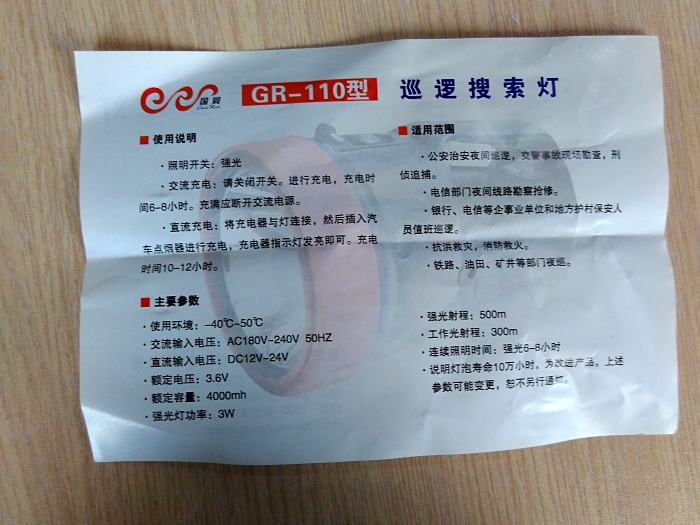 国润
GR-110型
巡逻搜索灯
■ 使用说明
·照明开关：强光
·交流充电：请关闭开关。进行充电，充电时
间6-8小时。充满应断开交流电源。
·直流充电：将充电器与灯连接，然后插入汽
车点烟器进行充电，充电器指示灯发亮即可。充电
时间10-12小时。
■ 适用范围
·公安治安夜间巡逻，交警事故现场勘查，刑
侦追捕。
·电信部门夜间线路勘察抢修。
·银行、电信等企事业单位和地方护村保安人
员值班巡逻。
·抗洪救灾，消防救火。
·铁路、油田、矿井等部门夜巡。
■ 主要参数
·使用环境：-40℃~50℃
·交流输入电压：AC180V~240V 50HZ
·直流输入电压：DC12V~24V
·额定电压：3.6V
·额定容量：4000mh
·强光灯功率：3W
·强光射程：500m
·工作光射程：300m
·连续照明时间：强光6-8小时
·说明灯泡寿命10万小时，为改进产品，上述
参数可能变更，恕不另行通知。